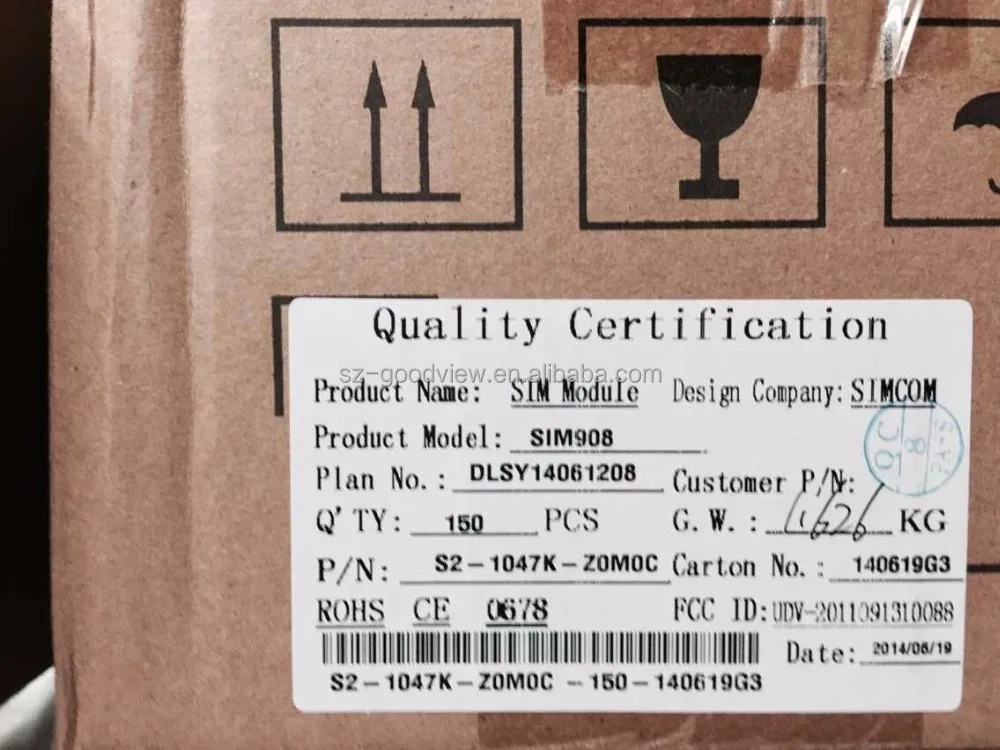 Quality Certification
sz-goodview.en.alibaba.com
Product Name: SIM Module Design Company: SIMCOM
Product Model: SIM908
Plan No.: DLSY14061208 Customer P/N:
Q'TY: 150 PCS G.W.: KG
P/N: S2-1047K-Z0M0C Carton No.: 140619G3
ROHS CE 0678 FCC ID: UDV-2011091310088
Date: 2014/06/19
S2-1047K-Z0M0C-150-140619G3
QC
18